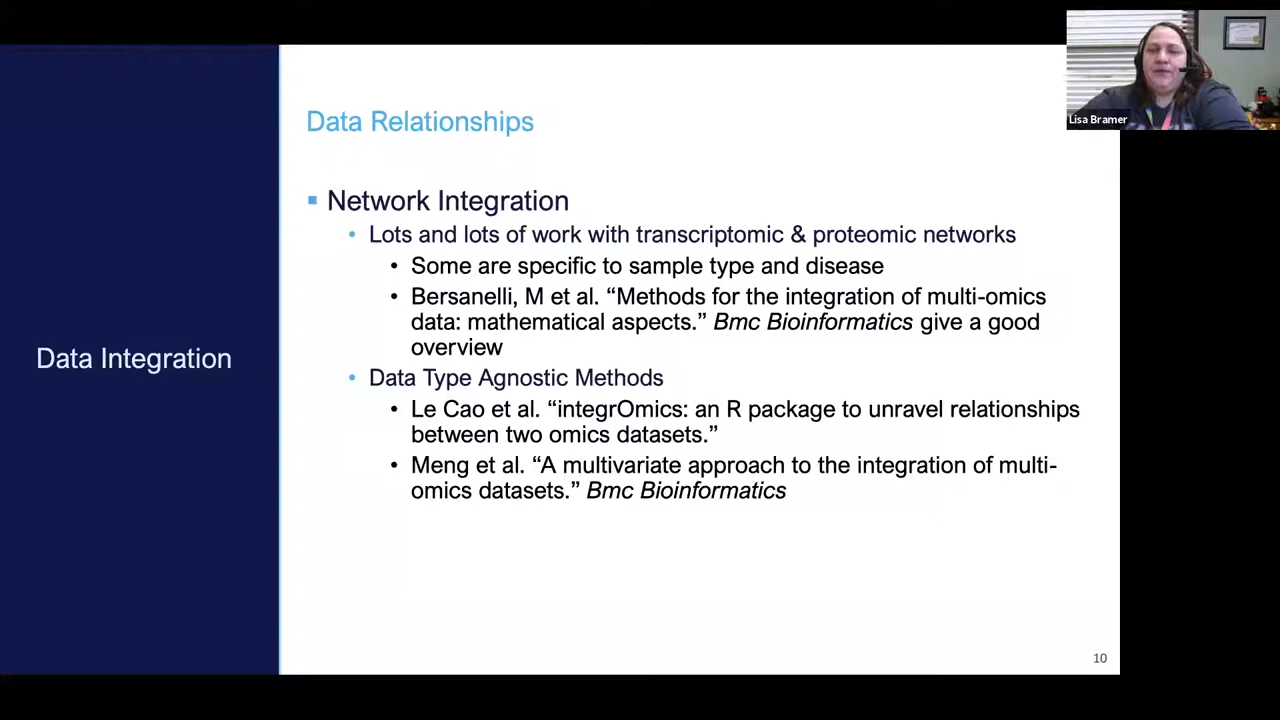 Lisa Bramer
Data Integration
Data Relationships
▪ Network Integration
• Lots and lots of work with transcriptomic & proteomic networks
• Some are specific to sample type and disease
• Bersanelli, M et al. “Methods for the integration of multi-omics
data: mathematical aspects.” Bmc Bioinformatics give a good
overview
• Data Type Agnostic Methods
• Le Cao et al. “integrOmics: an R package to unravel relationships
between two omics datasets.”
• Meng et al. “A multivariate approach to the integration of multi-
omics datasets.” Bmc Bioinformatics
10